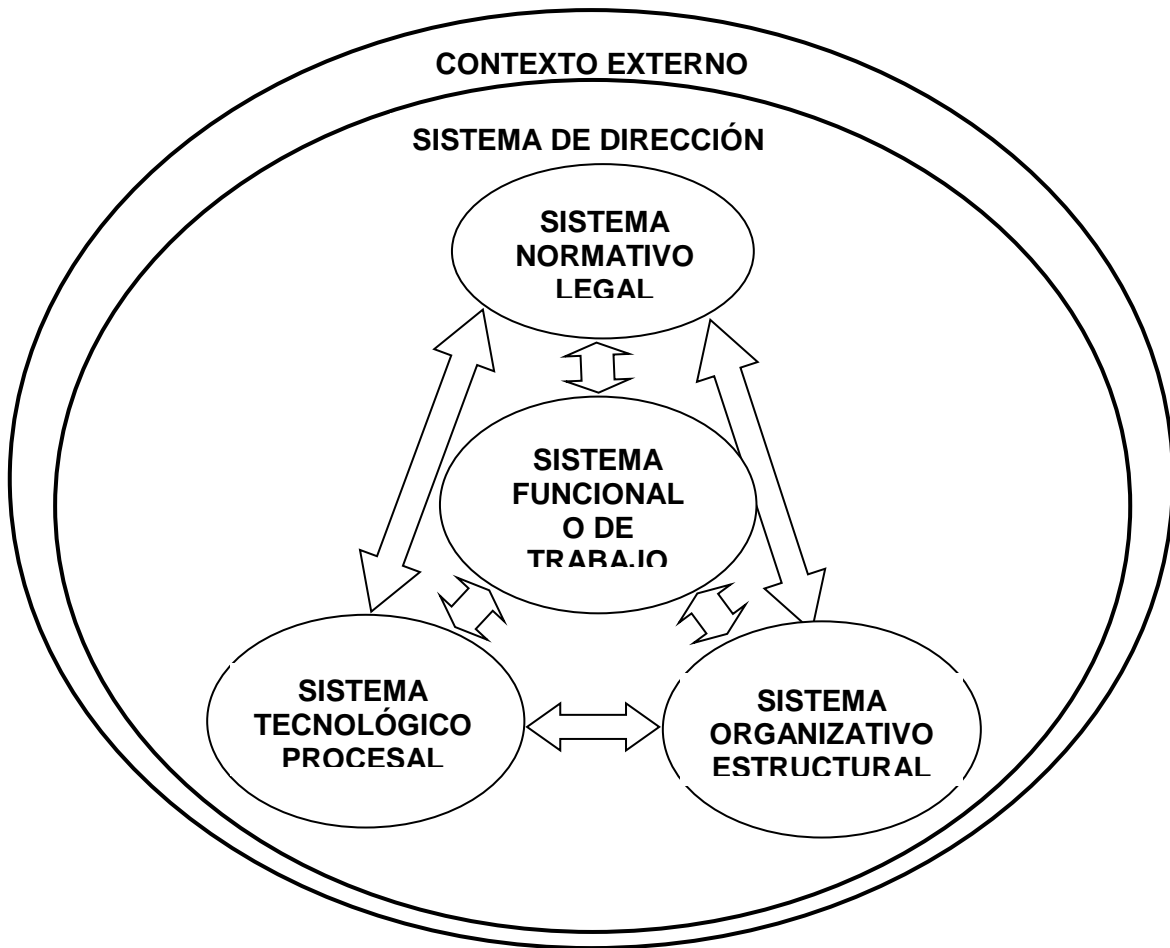 CONTEXTO EXTERNO
SISTEMA DE DIRECCIÓN
SISTEMA
NORMATIVO
LEGAL
SISTEMA
FUNCIONAL
O DE
TRABAJO
SISTEMA
TECNOLÓGICO
PROCESAL
SISTEMA
ORGANIZATIVO
ESTRUCTURAL